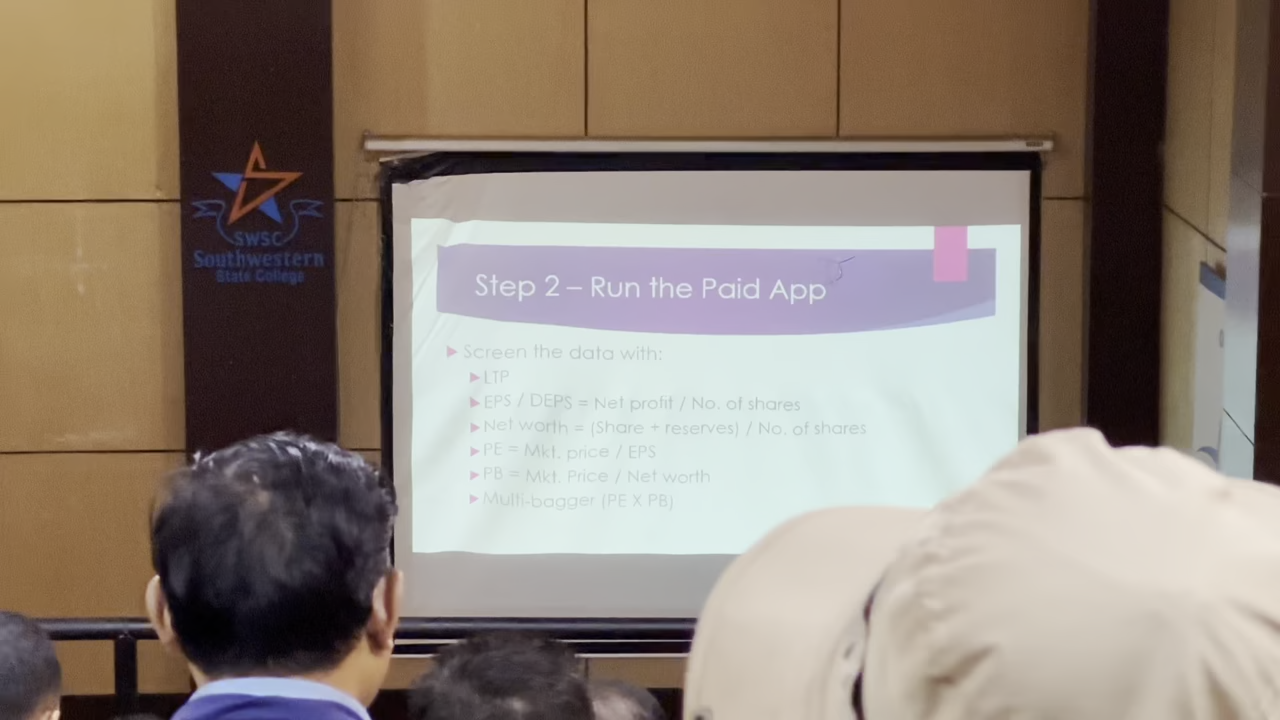 SWSC
Southwestern
State College
Step 2 – Run the Paid App
Screen the data with:
LTP
EPS / DEPS = Net profit / No. of shares
Net worth = (Share + reserves) / No. of shares
PE = Mkt. price / EPS
PB = Mkt. Price / Net worth
Multi-bagger (PE X PB)